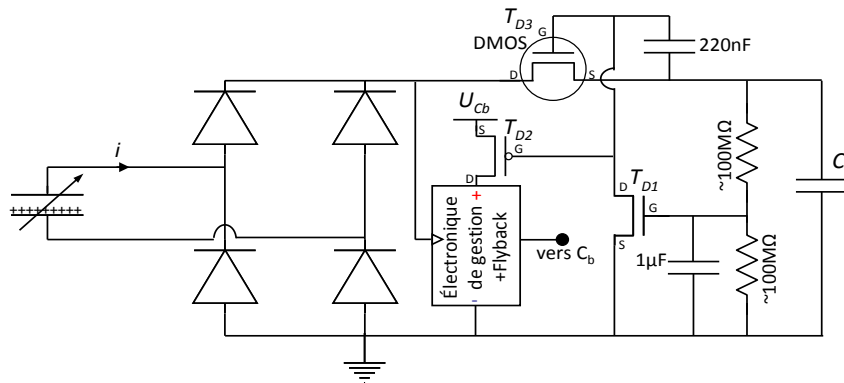 T_D3
DMOS
G
D
S
220nF
U_Cb
S
T_D2
G
D
i
+++++++++
~100MΩ
C
D
T_D1
G
S
+
Électronique
de gestion
+Flyback
-
vers C_b
1µF
~100MΩ